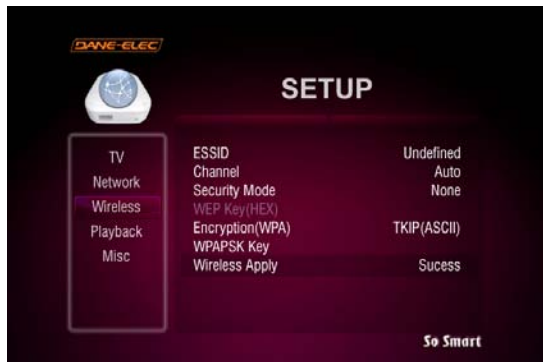 DANE-ELEC
SETUP
TV
Network
Wireless
Playback
Misc
ESSID Undefined
Channel Auto
Security Mode None
WEP Key(HEX)
Encryption(WPA) TKIP(ASCII)
WPAPSK Key
Wireless Apply Sucess
So Smart